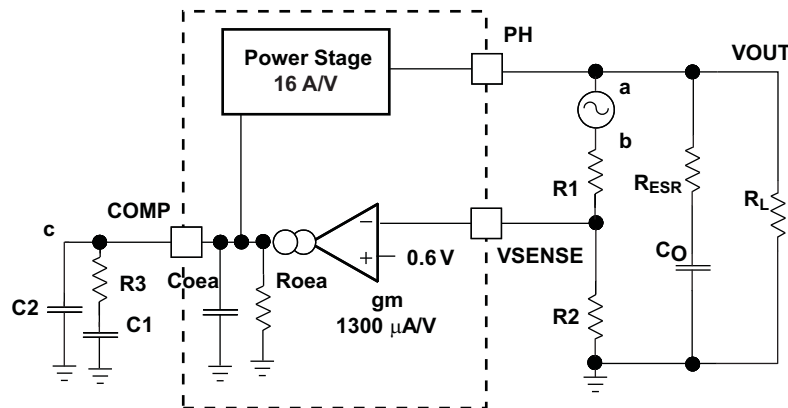 PH
VOUT
Power Stage
16 A/V
a
b
R1
RESR
RL
COMP
c
VSENSE
0.6 V
−
+
Coea
Roea
R3
C2
C1
gm
1300 μA/V
R2
CO